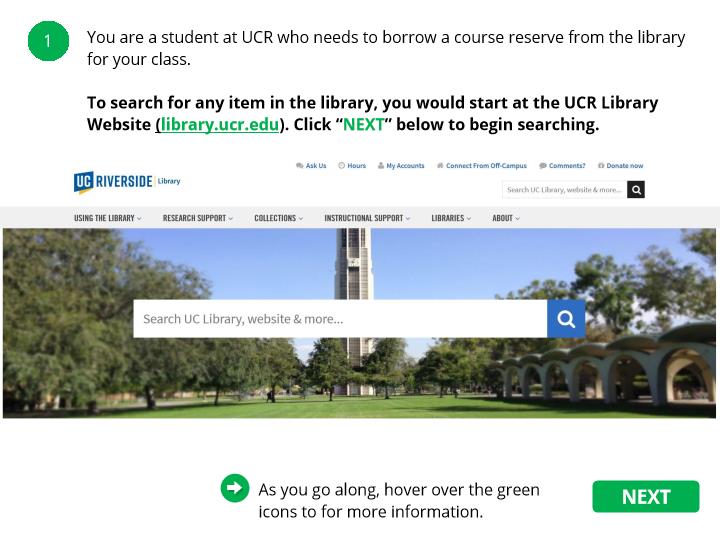 1
You are a student at UCR who needs to borrow a course reserve from the library
for your class.
To search for any item in the library, you would start at the UCR Library
Website (library.ucr.edu). Click “NEXT” below to begin searching.
Ask Us Hours My Accounts Connect From Off-Campus Comments? Donate now
UC RIVERSIDE Library
Search UC Library, website & more...
USING THE LIBRARY RESEARCH SUPPORT COLLECTIONS INSTRUCTIONAL SUPPORT LIBRARIES ABOUT
Search UC Library, website & more...
As you go along, hover over the green
icons to for more information.
NEXT